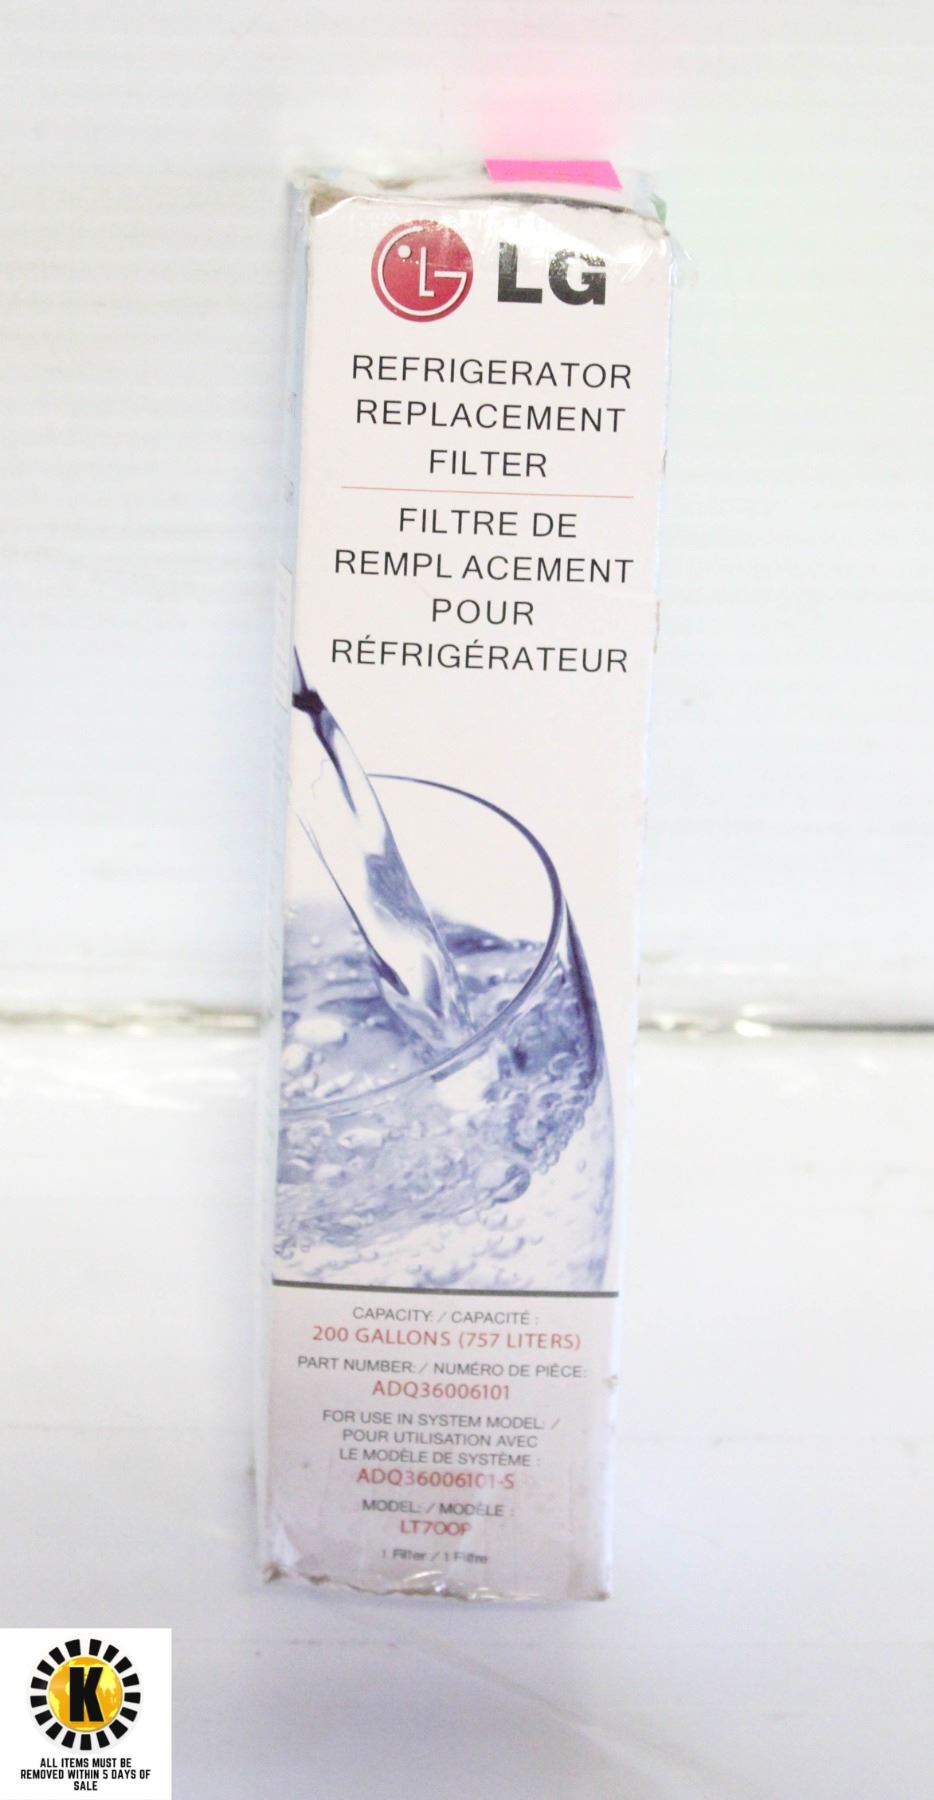 LG
REFRIGERATOR
REPLACEMENT
FILTER
FILTRE DE
REMPLACEMENT
POUR
RÉFRIGÉRATEUR
CAPACITY: / CAPACITÉ :
200 GALLONS (757 LITERS)
PART NUMBER: / NUMÉRO DE PIÈCE:
ADQ36006101
FOR USE IN SYSTEM MODEL: /
POUR UTILISATION AVEC
LE MODÈLE DE SYSTÈME :
ADQ36006101-S
MODEL: / MODÈLE :
LT700P
1 Filter / 1 Filtre
K
ALL ITEMS MUST BE
REMOVED WITHIN 5 DAYS OF
SALE